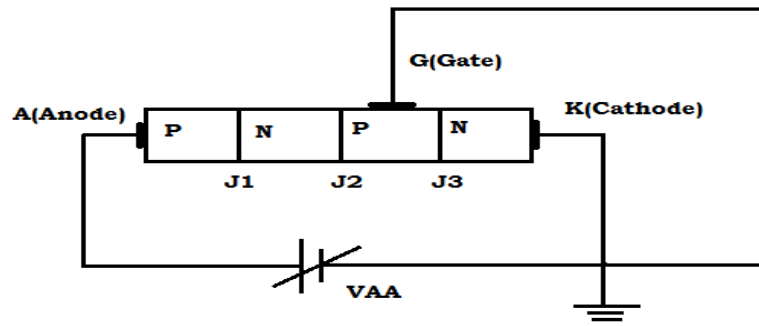 G(Gate)
A(Anode)
K(Cathode)
P N P N
J1 J2 J3
VAA